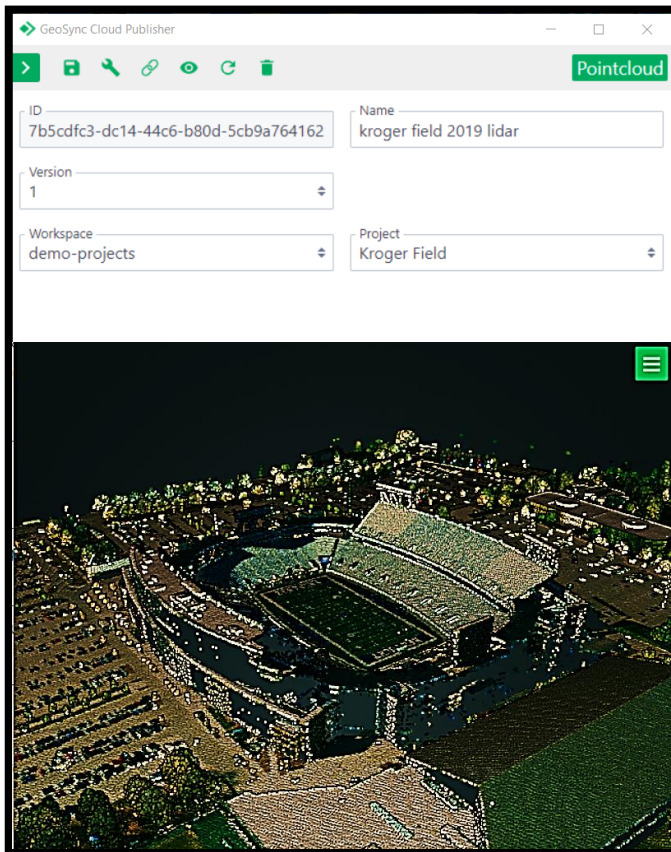 GeoSync Cloud Publisher
Pointcloud
ID
7b5cdfc3-dc14-44c6-b80d-5cb9a764162
Name
kroger field 2019 lidar
Version
1
Workspace
demo-projects
Project
Kroger Field